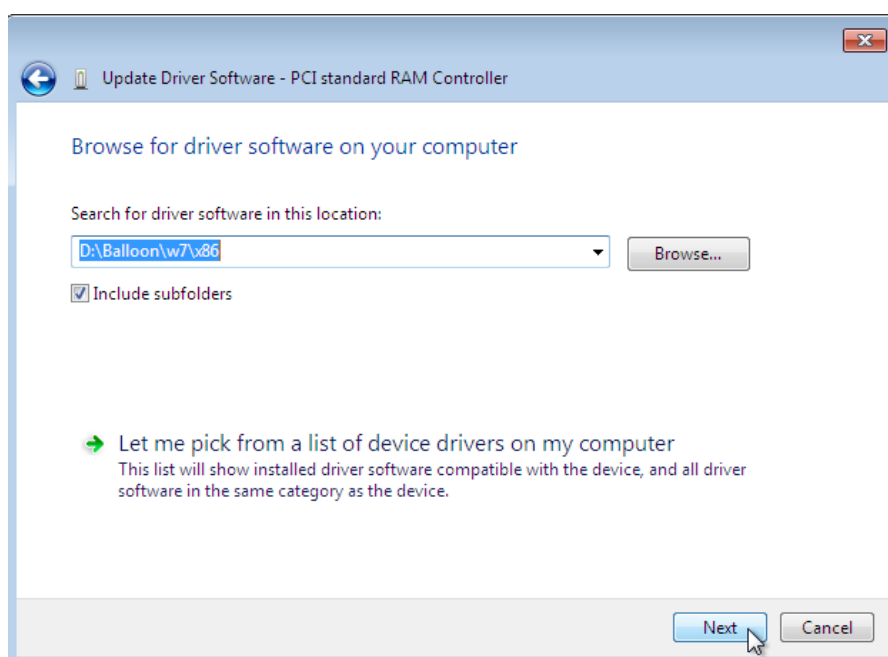 Update Driver Software - PCI standard RAM Controller
Browse for driver software on your computer
Search for driver software in this location:
D:\Balloon\w7\x86
Browse...
Include subfolders
Let me pick from a list of device drivers on my computer
This list will show installed driver software compatible with the device, and all driver
software in the same category as the device.
Next
Cancel